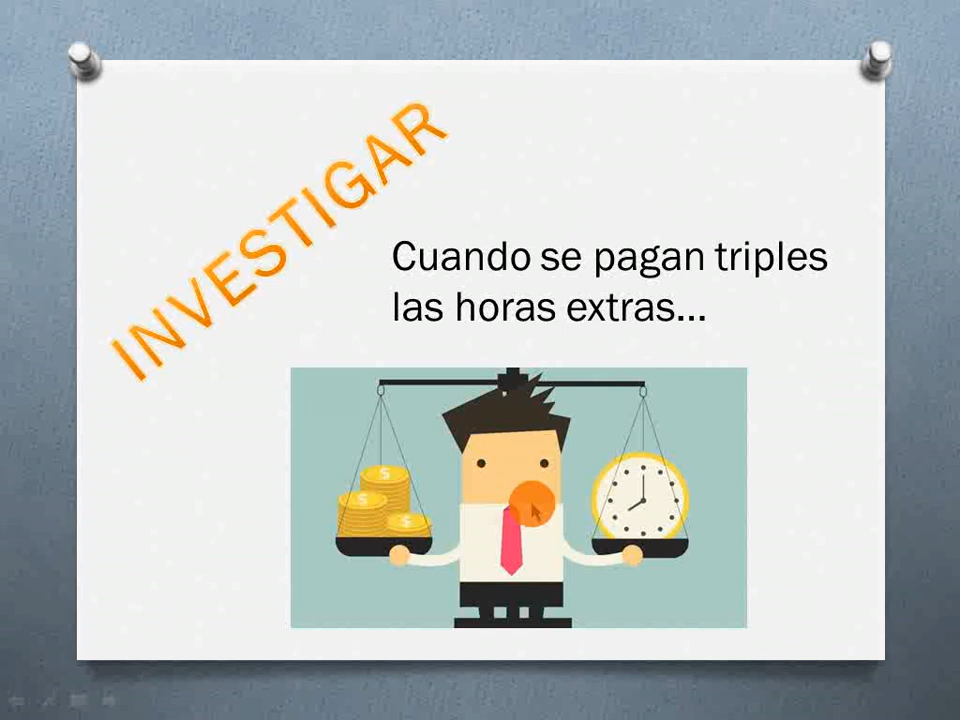 INVESTIGAR
Cuando se pagan triples
las horas extras...
$
$
$